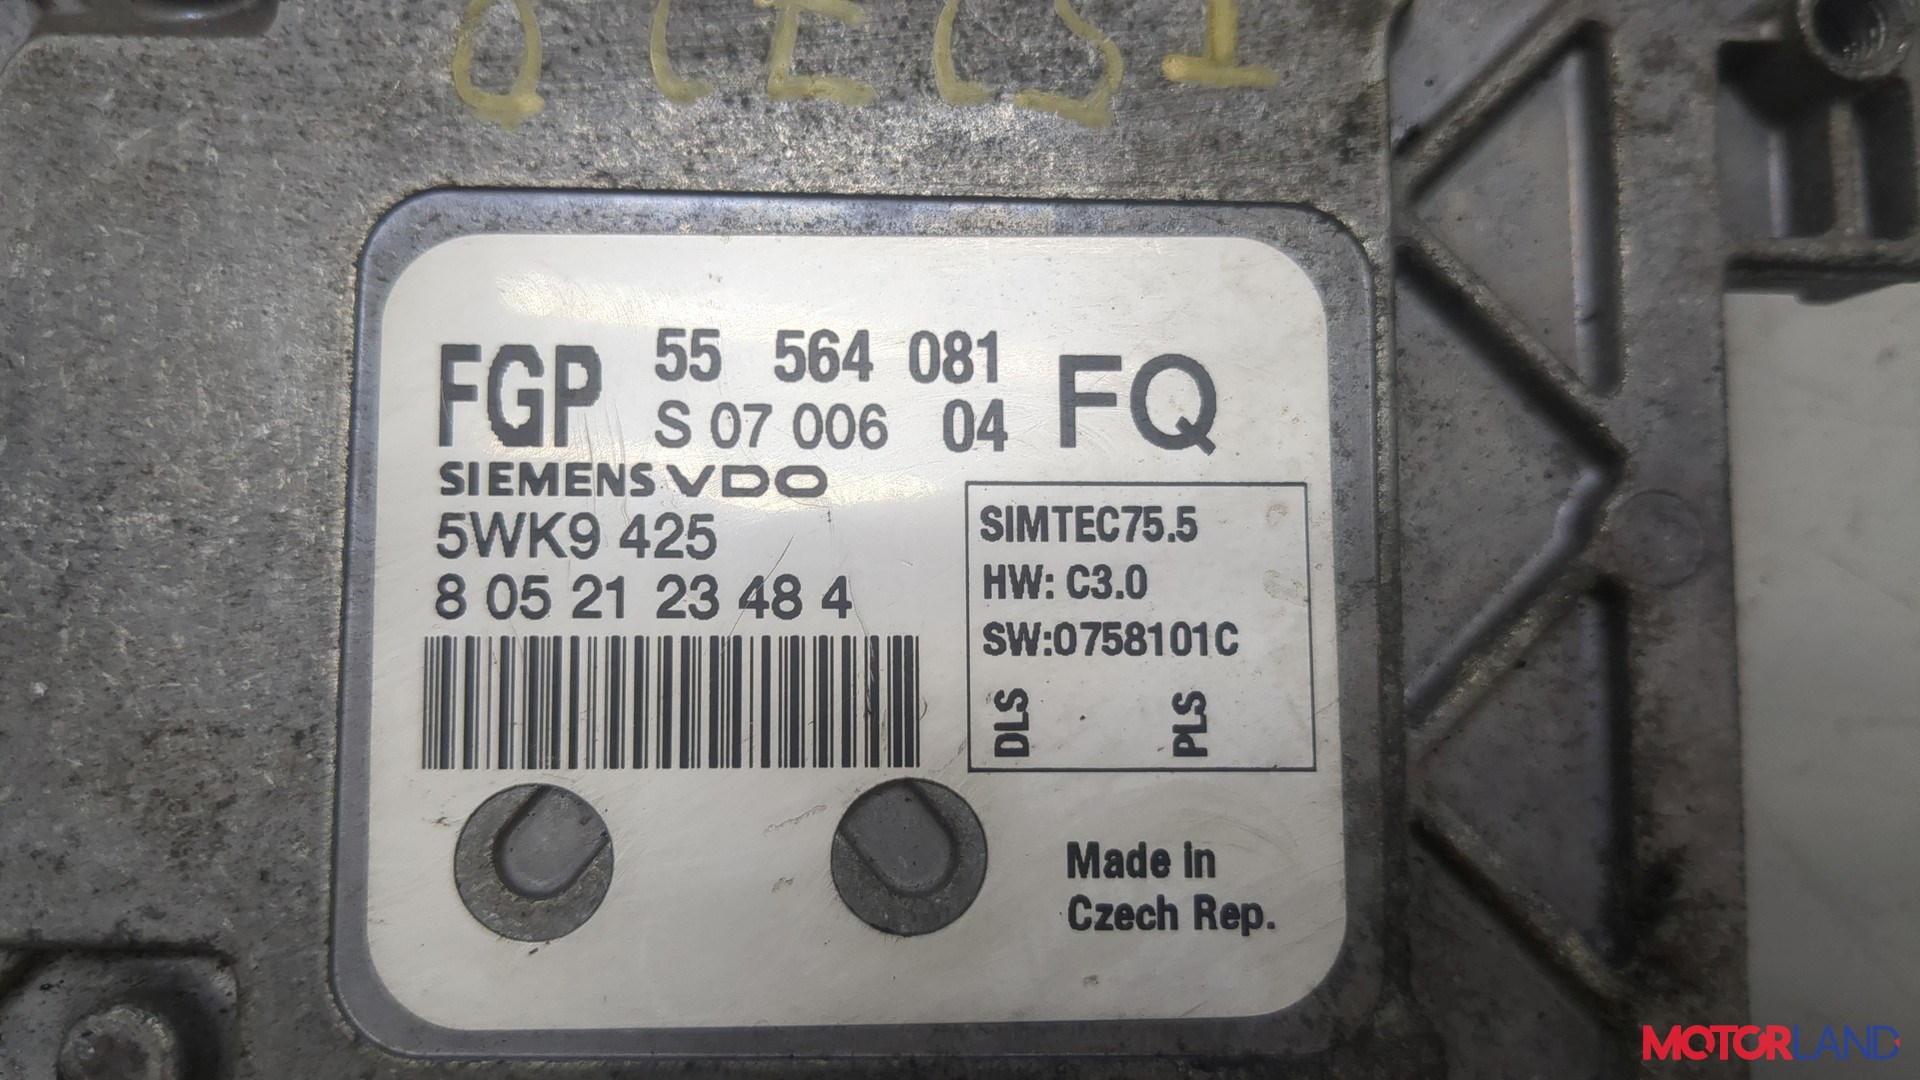 FGP 55 564 081 FQ
S 07 006 04
SIEMENS VDO
5WK9 425
8 05 21 23 48 4
SIMTEC75.5
HW: C3.0
SW:0758101C
DLS PLS
Made in
Czech Rep.
MOTORLAND